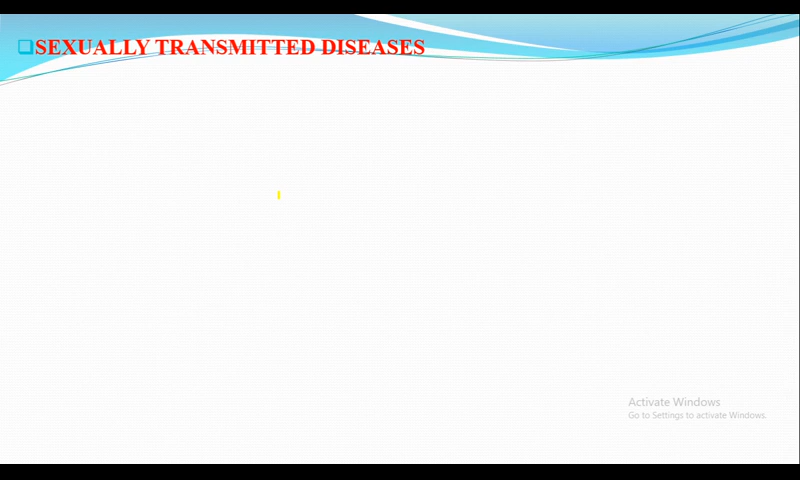 SEXUALLY TRANSMITTED DISEASES
Activate Windows
Go to Settings to activate Windows.